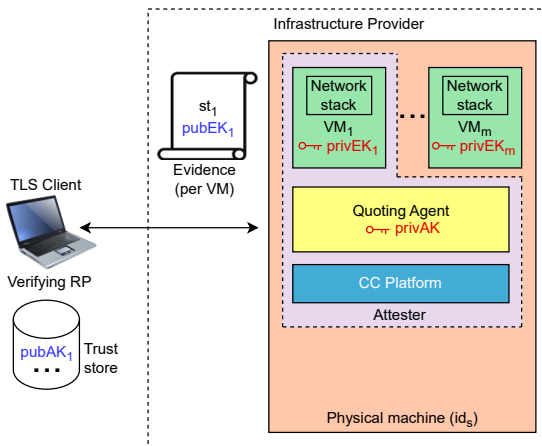 Infrastructure Provider
st1
pubEK1
Evidence
(per VM)
Network
stack
VM1
privEK1
...
Network
stack
VMm
privEKm
TLS Client
Verifying RP
pubAK1
...
Trust
store
Quoting Agent
privAK
CC Platform
Attester
Physical machine (ids)